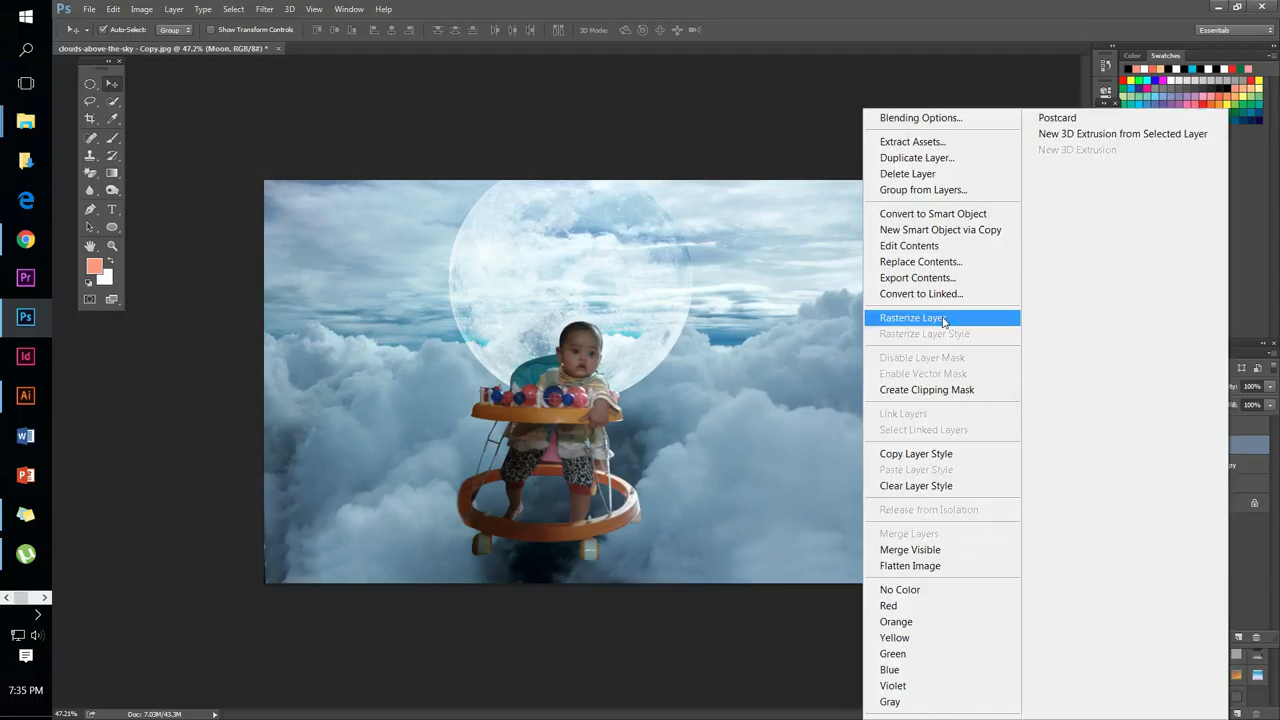 Ps File Edit Image Layer Type Select Filter 3D View Window Help
Auto-Select: Group Show Transform Controls 3D Mode: Essentials
clouds-above-the-sky - Copy.jpg @ 47.2% (Moon, RGB/8#) *
Color Swatches
Blending Options...
Extract Assets...
Duplicate Layer...
Delete Layer
Group from Layers...
Convert to Smart Object
New Smart Object via Copy
Edit Contents
Replace Contents...
Export Contents...
Convert to Linked...
Rasterize Layer
Rasterize Layer Style
Disable Layer Mask
Enable Vector Mask
Create Clipping Mask
Link Layers
Select Linked Layers
Copy Layer Style
Paste Layer Style
Clear Layer Style
Release from Isolation
Merge Layers
Merge Visible
Flatten Image
No Color
Red
Orange
Yellow
Green
Blue
Violet
Gray
Postcard
New 3D Extrusion from Selected Layer
New 3D Extrusion
100%
100%
Pr
Ps
Id
Ai
7:35 PM
47.21% Doc: 7.03M/43.3M